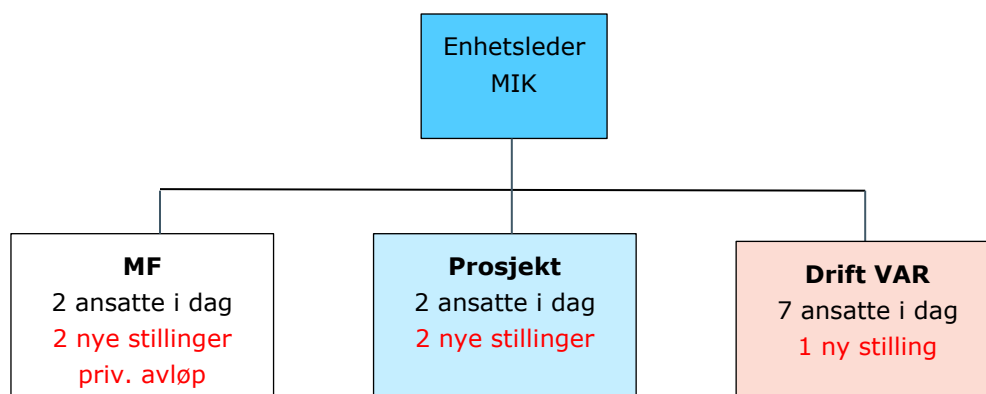 Enhetsleder
MIK
MF
2 ansatte i dag
2 nye stillinger
priv. avløp
Prosjekt
2 ansatte i dag
2 nye stillinger
Drift VAR
7 ansatte i dag
1 ny stilling